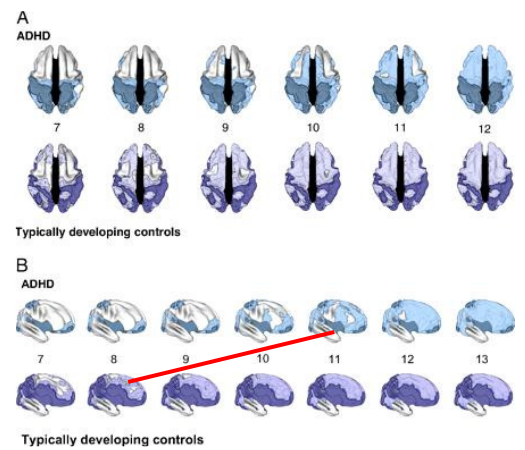 A
ADHD
7 8 9 10 11 12
Typically developing controls
B
ADHD
7 8 9 10 11 12 13
Typically developing controls